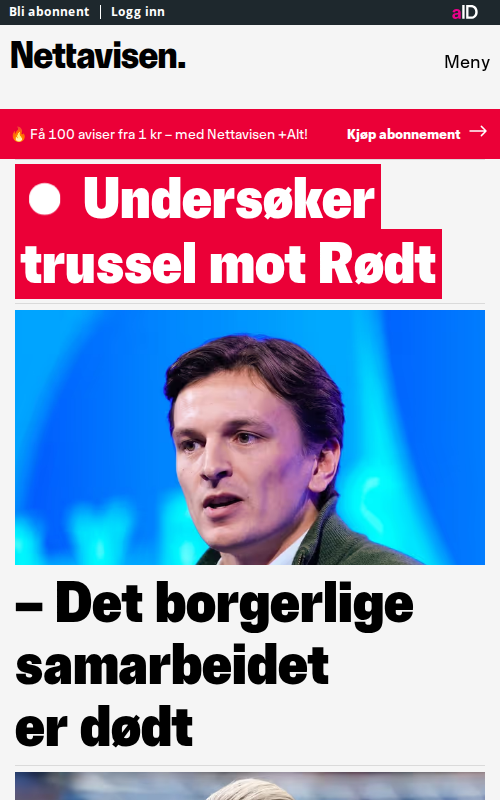 Bli abonnent | Logg inn
aID
Nettavisen.
Meny
🔥 Få 100 aviser fra 1 kr – med Nettavisen +Alt!
Kjøp abonnement →
Undersøker
trussel mot Rødt
– Det borgerlige
samarbeidet
er dødt